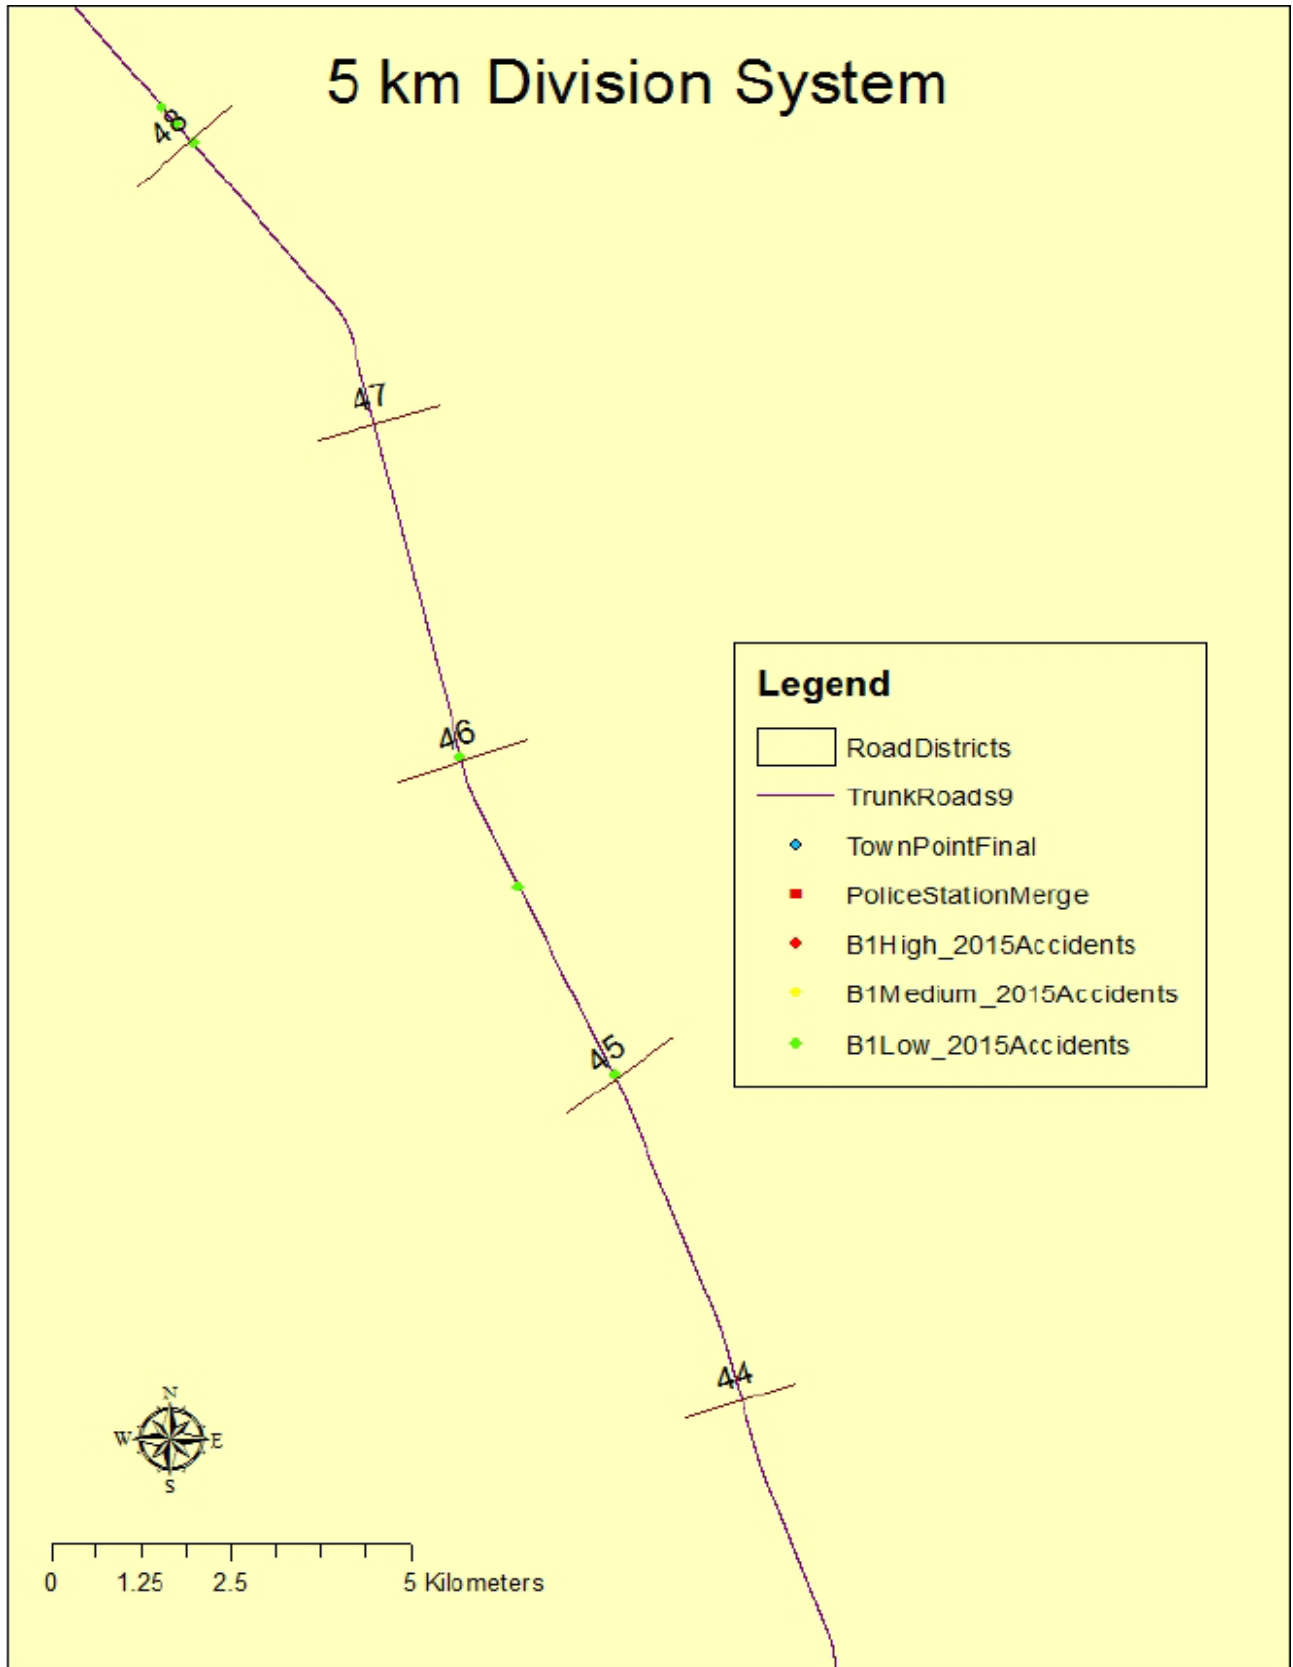 5 km Division System
48
47
46
45
44
Legend
RoadDistricts
TrunkRoads9
TownPointFinal
PoliceStationMerge
B1High_2015Accidents
B1Medium_2015Accidents
B1Low_2015Accidents
N
W E
S
0 1.25 2.5 5 Kilometers